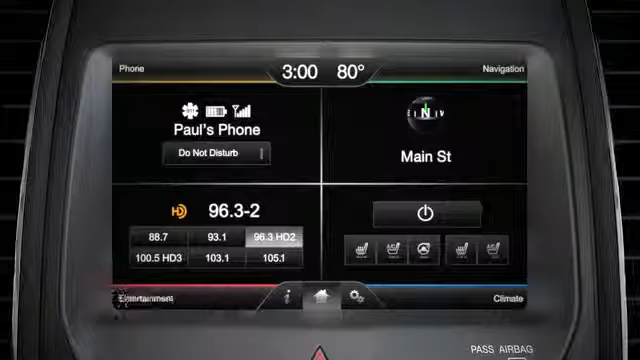 Phone
3:00 80°
Navigation
Paul's Phone
Do Not Disturb
N
Main St
HD 96.3-2
88.7 93.1 96.3 HD2
100.5 HD3 103.1 105.1
Entertainment
i
Climate
PASS AIRBAG